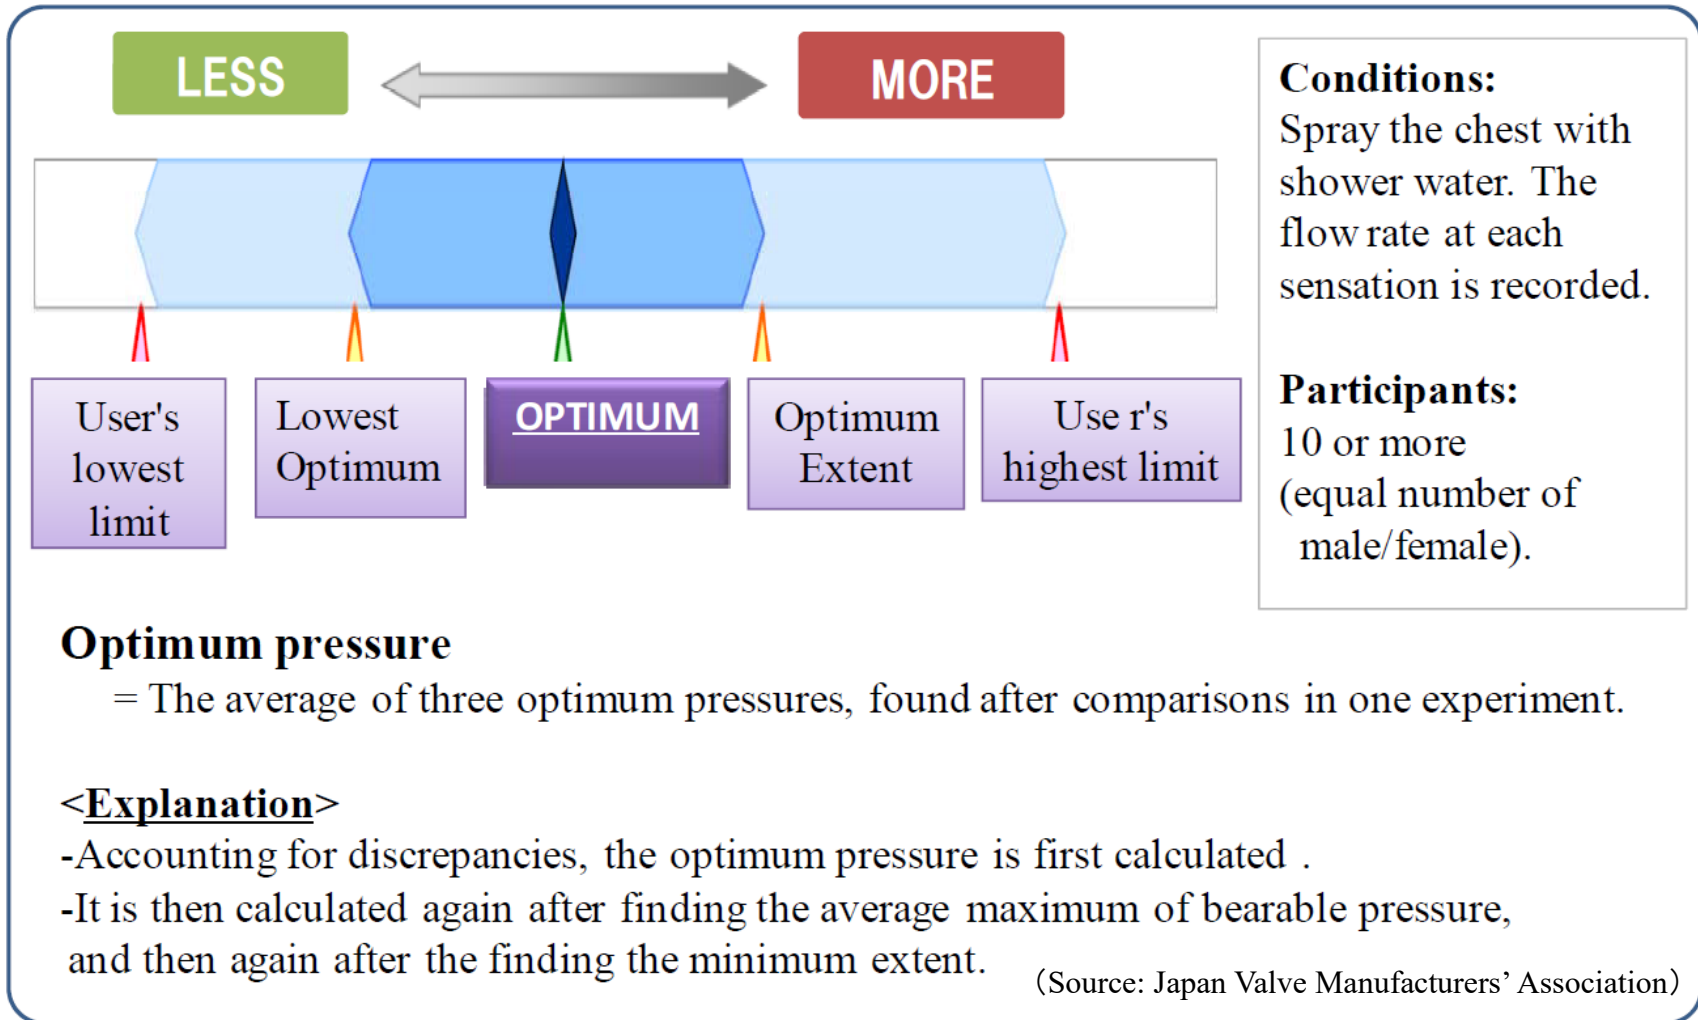 LESS
MORE
User's
lowest
limit
Lowest
Optimum
OPTIMUM
Optimum
Extent
Use r's
highest limit
Conditions:
Spray the chest with
shower water. The
flow rate at each
sensation is recorded.
Participants:
10 or more
(equal number of
male/female).
Optimum pressure
= The average of three optimum pressures, found after comparisons in one experiment.
<Explanation>
-Accounting for discrepancies, the optimum pressure is first calculated .
-It is then calculated again after finding the average maximum of bearable pressure,
and then again after the finding the minimum extent.
（Source: Japan Valve Manufacturers’ Association）